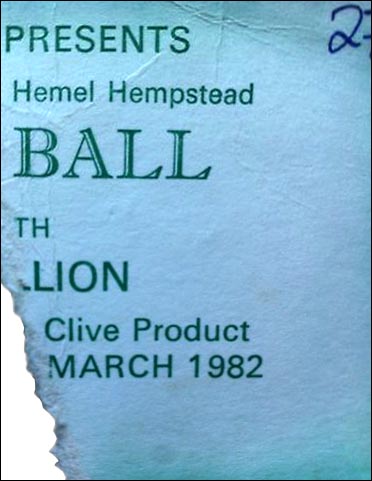 PRESENTS
Hemel Hempstead
BALL
TH
LION
Clive Product
MARCH 1982